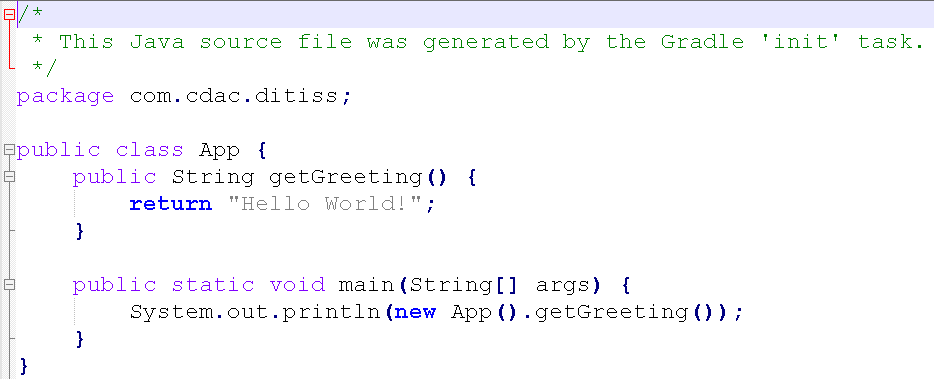 /*
 * This Java source file was generated by the Gradle 'init' task.
 */
package com.cdac.ditiss;

public class App {
    public String getGreeting() {
        return "Hello World!";
    }

    public static void main(String[] args) {
        System.out.println(new App().getGreeting());
    }
}